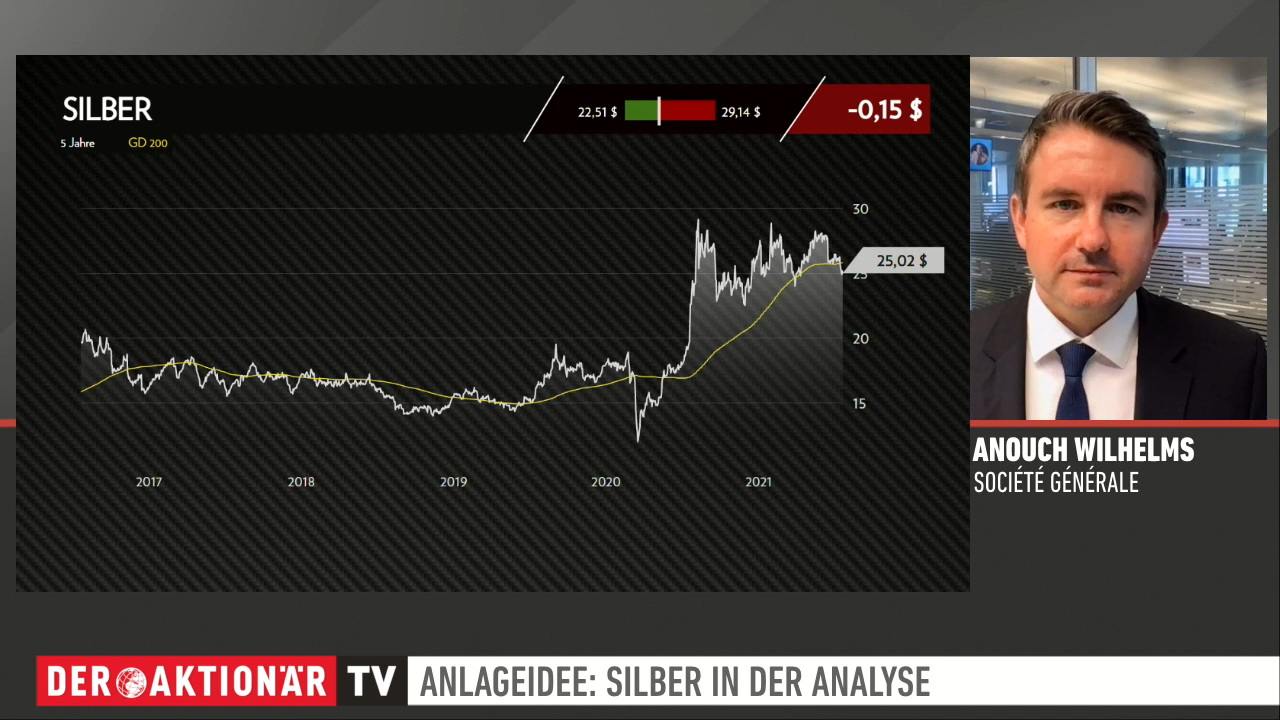 SILBER
22,51 $
29,14 $
-0,15 $
5 Jahre
GD 200
30
25,02 $
25
20
15
2017
2018
2019
2020
2021
ANOUCH WILHELMS
SOCIÉTÉ GÉNÉRALE
DER AKTIONÄR TV
ANLAGEIDEE: SILBER IN DER ANALYSE